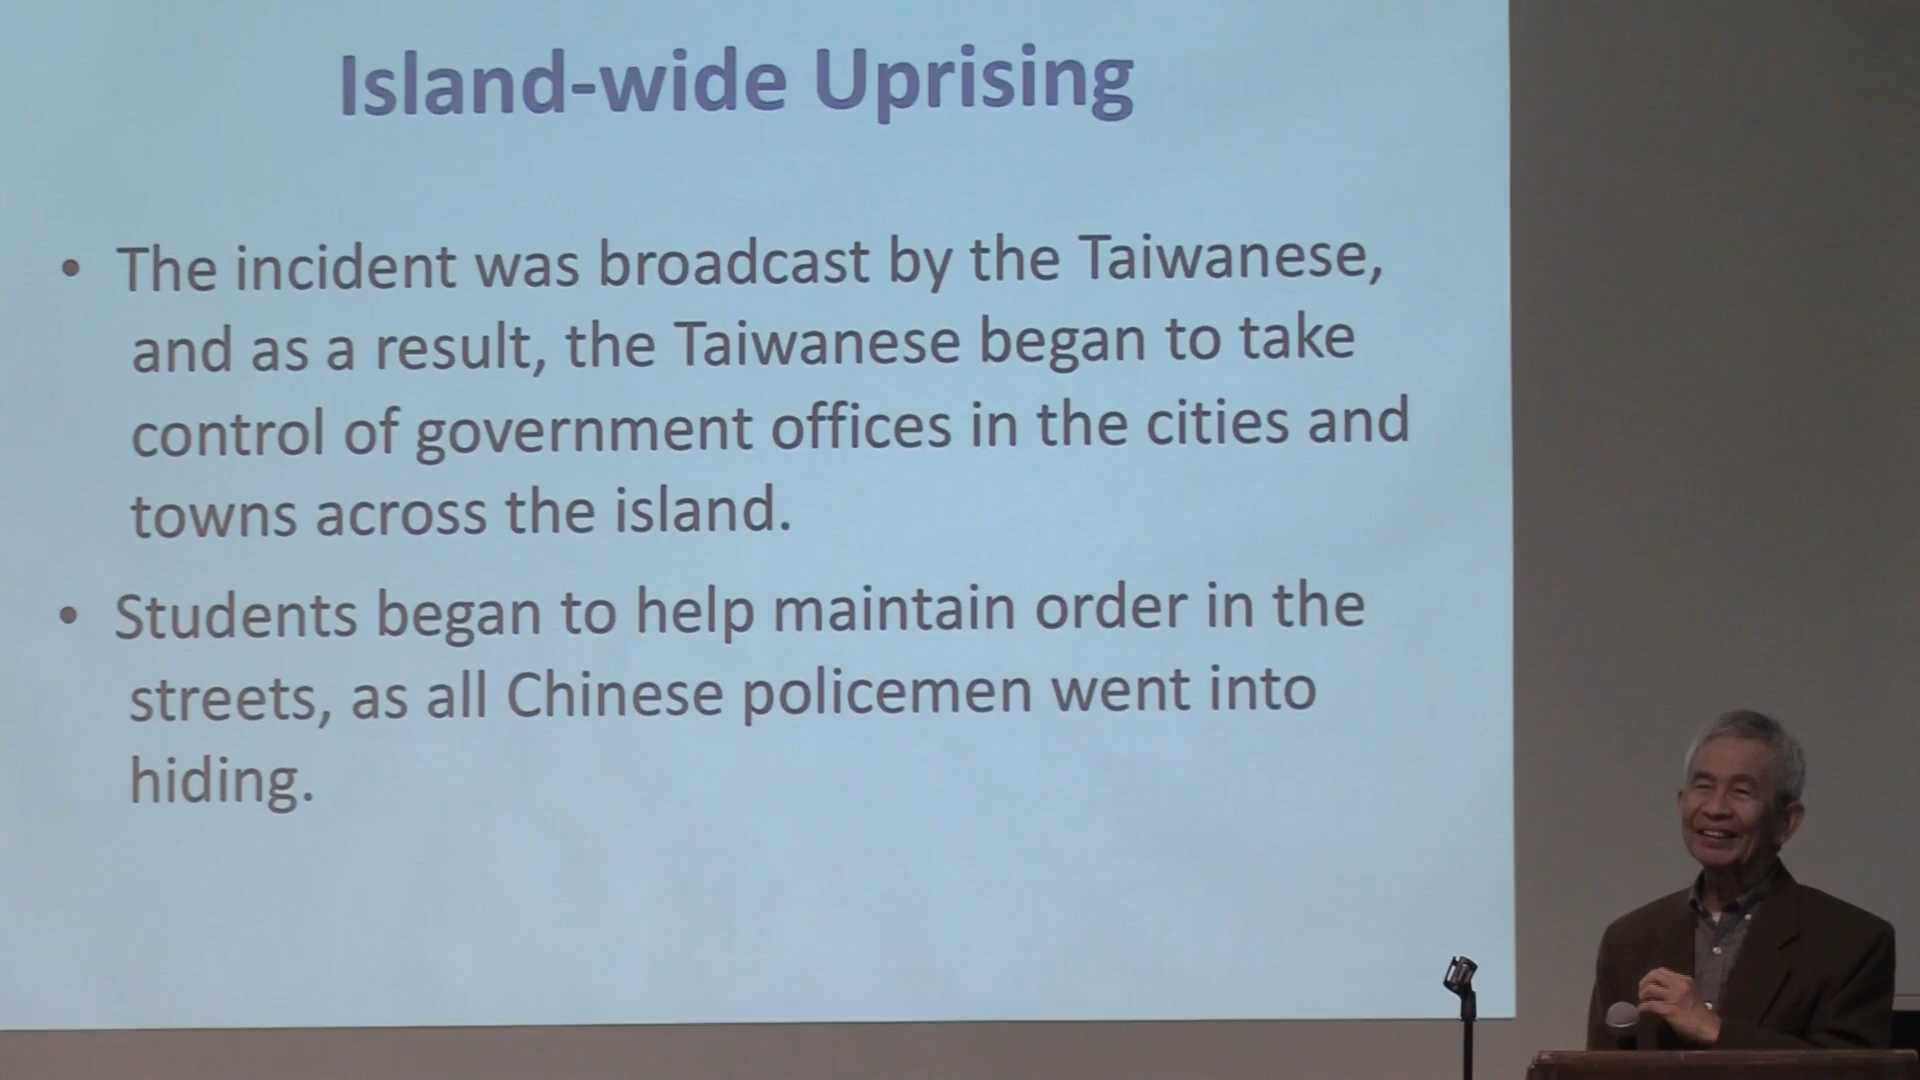 Island-wide Uprising
• The incident was broadcast by the Taiwanese,
and as a result, the Taiwanese began to take
control of government offices in the cities and
towns across the island.
• Students began to help maintain order in the
streets, as all Chinese policemen went into
hiding.